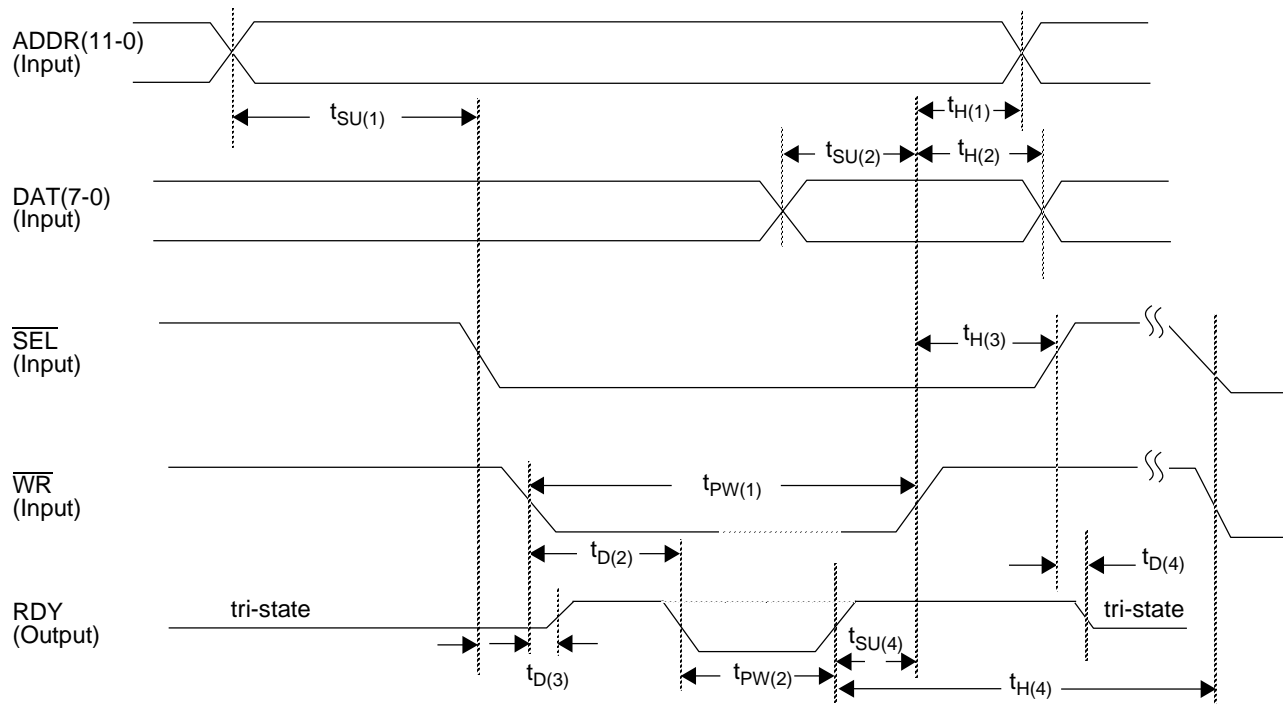 ADDR(11-0)
(Input)
tSU(1)
tH(1)
tSU(2)
tH(2)
DAT(7-0)
(Input)
SEL
(Input)
tH(3)
WR
(Input)
tPW(1)
tD(2)
tD(4)
RDY
(Output)
tri-state
tri-state
tSU(4)
tD(3)
tPW(2)
tH(4)